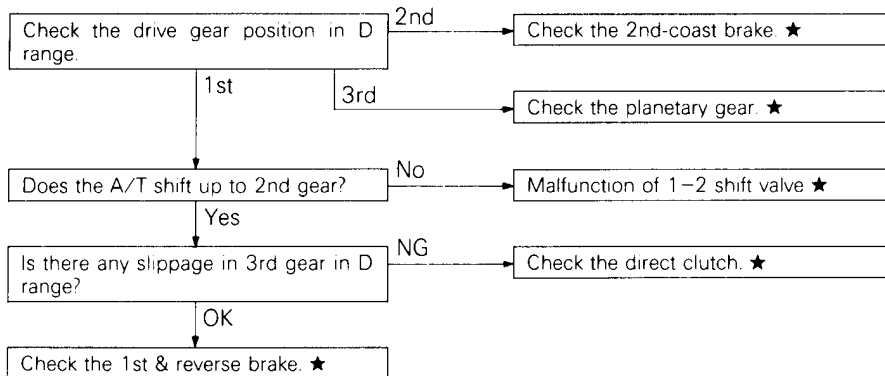 Check the drive gear position in D
range.
2nd
Check the 2nd-coast brake. ★
1st
3rd
Check the planetary gear. ★
Does the A/T shift up to 2nd gear?
No
Malfunction of 1−2 shift valve ★
Yes
Is there any slippage in 3rd gear in D
range?
NG
Check the direct clutch. ★
OK
Check the 1st & reverse brake. ★